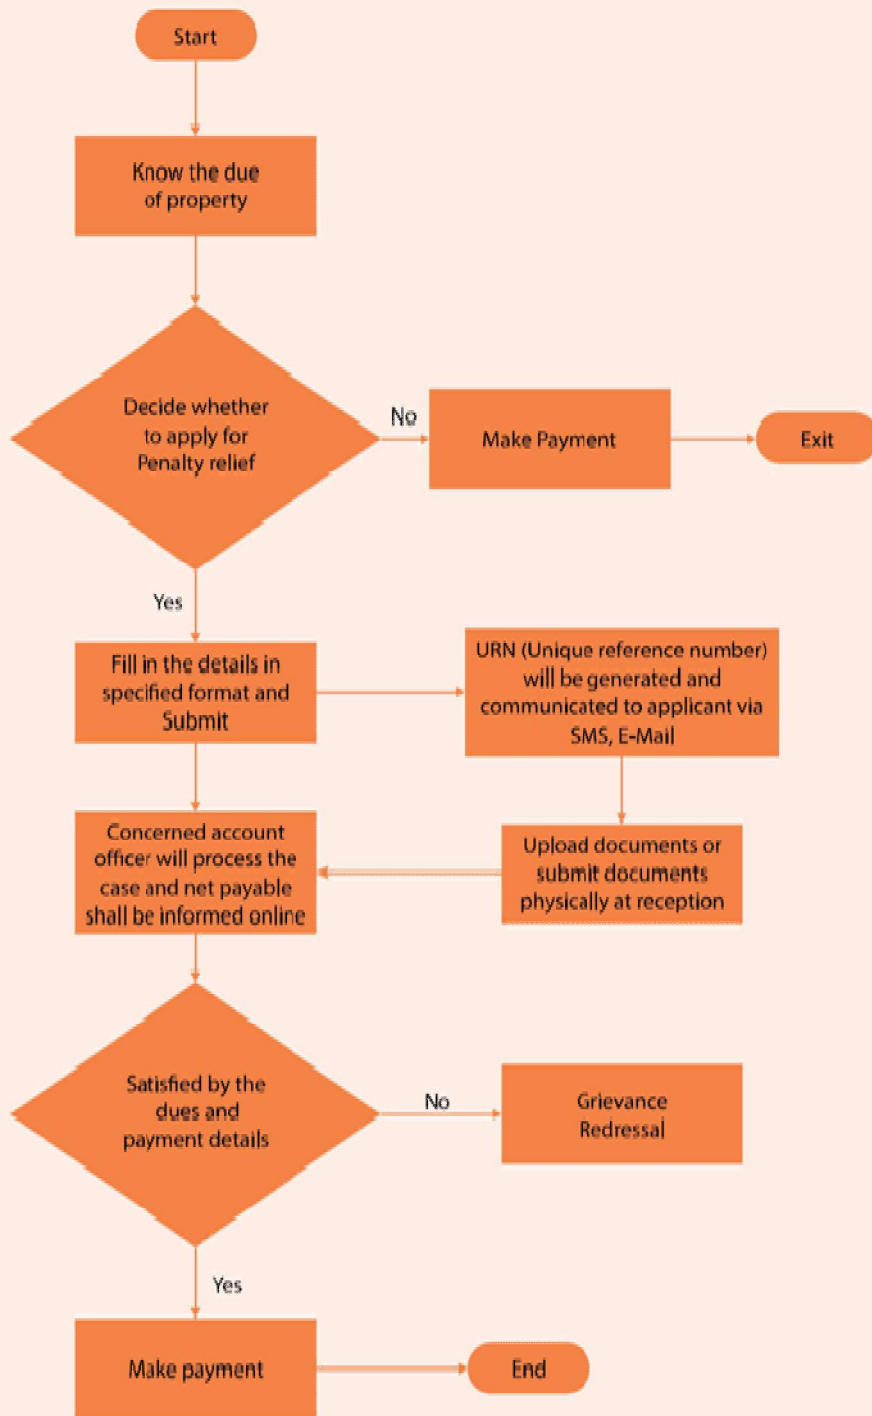 Start
Know the due
of property
Decide whether
to apply for
Penalty relief
No
Make Payment
Exit
Yes
Fill in the details in
specified format and
Submit
URN (Unique reference number)
will be generated and
communicated to applicant via
SMS, E-Mail
Concerned account
officer will process the
case and net payable
shall be informed online
Upload documents or
submit documents
physically at reception
Satisfied by the
dues and
payment details
No
Grievance
Redressal
Yes
Make payment
End